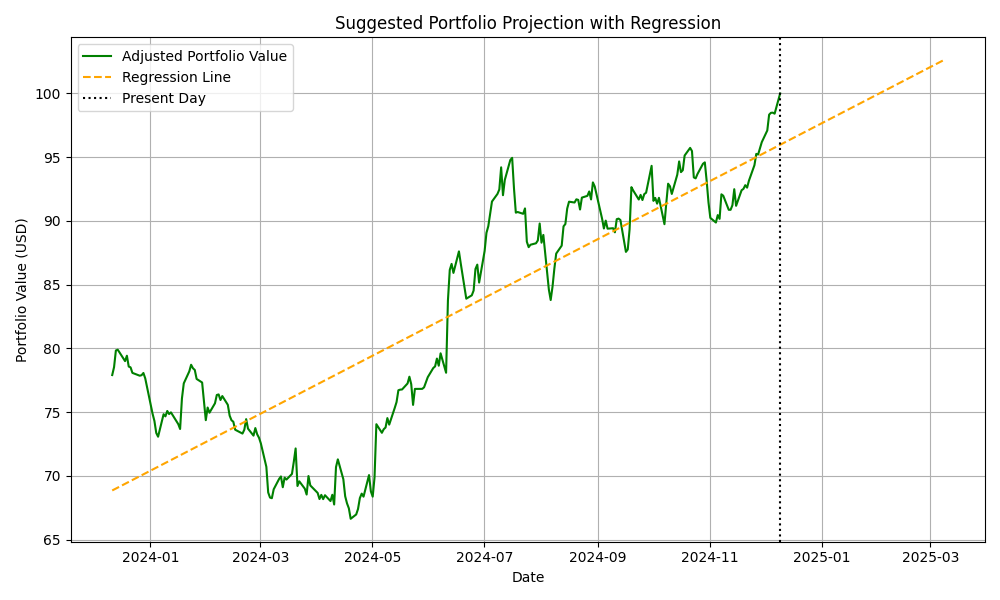 Suggested Portfolio Projection with Regression
Adjusted Portfolio Value
Regression Line
Present Day
Portfolio Value (USD)
100
95
90
85
80
75
70
65
2024-01
2024-03
2024-05
2024-07
2024-09
2024-11
2025-01
2025-03
Date